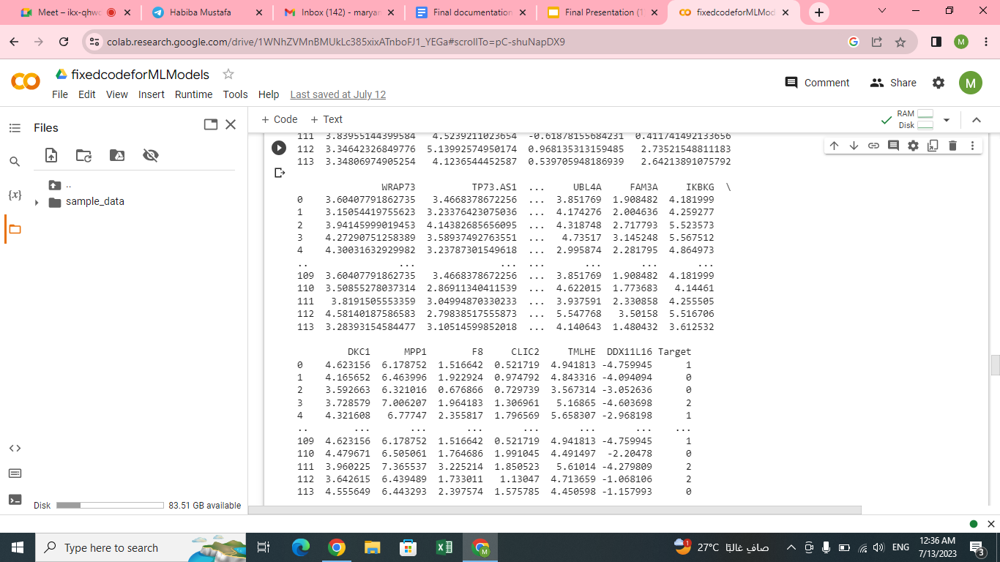 Meet – ikx-qhwc
Habiba Mustafa
Inbox (142) - maryan
Final documentation
Final Presentation (1
fixedcodeforMLMod
colab.research.google.com/drive/1WNhZVMnBMUkLc385xixATnboFJ1_YEGa#scrollTo=pC-shuNapDX9
M
fixedcodeforMLModels
File Edit View Insert Runtime Tools Help Last saved at July 12
Comment Share M
Files
+ Code + Text
RAM
Disk
{x}
..
sample_data
111 3.83955144399584 4.5239211023654 -0.61878155684231 0.411741492133656
112 3.34642326849776 5.13992574950174 0.968135313159485 2.73521548811183
113 3.34806974905254 4.1236544452587 0.539705948186939 2.64213891075792
WRAP73 TP73.AS1 ... UBL4A FAM3A IKBKG \
0 3.60407791862735 3.4668378672256 ... 3.851769 1.908482 4.181999
1 3.15054419755623 3.23376423075036 ... 4.174276 2.004636 4.259277
2 3.94145999019453 4.14382685656095 ... 4.318748 2.717793 5.523573
3 4.27290751258389 3.58937492763551 ... 4.73517 3.145248 5.567512
4 4.30031632929982 3.23787301549618 ... 2.995874 2.281795 4.864973
.. ... ... ... ... ... ...
109 3.60407791862735 3.4668378672256 ... 3.851769 1.908482 4.181999
110 3.50855278037314 2.86911340411539 ... 4.622015 1.773683 4.14461
111 3.8191505553359 3.04994870330233 ... 3.937591 2.330858 4.255505
112 4.58140187586583 2.79838517555873 ... 5.547768 3.50158 5.516706
113 3.28393154584477 3.10514599852018 ... 4.140643 1.480432 3.612532
DKC1 MPP1 F8 CLIC2 TMLHE DDX11L16 Target
0 4.623156 6.178752 1.516642 0.521719 4.941813 -4.759945 1
1 4.165652 6.463996 1.922924 0.974792 4.843316 -4.094094 0
2 3.592663 6.321016 0.676866 0.729739 3.567314 -3.052636 0
3 3.728579 7.006207 1.964183 1.306961 5.16865 -4.603698 2
4 4.321608 6.77747 2.355817 1.796569 5.658307 -2.968198 1
.. ... ... ... ... ... ... ...
109 4.623156 6.178752 1.516642 0.521719 4.941813 -4.759945 1
110 4.479671 6.505061 1.764686 1.991045 4.491497 -2.20478 0
111 3.960225 7.365537 3.225214 1.850523 5.61014 -4.279809 2
112 3.642615 6.439489 1.733011 1.13047 4.713659 -1.068106 2
113 4.555649 6.443293 2.397574 1.575785 4.450598 -1.157993 0
Disk 83.51 GB available
Type here to search
1 27°C صافٍ غالبًا
ENG
12:36 AM
7/13/2023
3